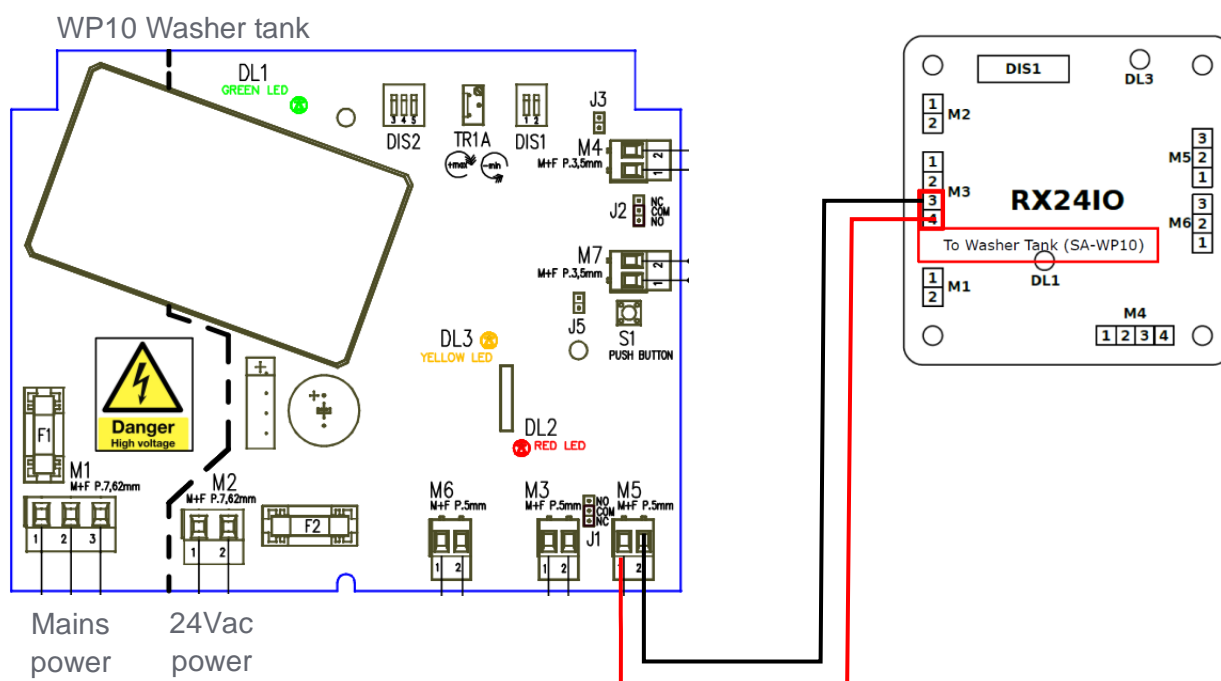 WP10 Washer tank
DL1
GREEN LED
3 4 5
DIS2
TR1A
+max
-min
1 2
DIS1
J3
M4
M+F P.3,5mm
2
1
J2
NC
COM
NO
M7
M+F P.3,5mm
2
1
J5
S1
PUSH BUTTON
DL3
YELLOW LED
DL2
RED LED
Danger
High voltage
F1
M1
M+F P.7,62mm
1 2 3
M2
M+F P.7,62mm
1 2
F2
M6
M+F P.5mm
1 2
M3
M+F P.5mm
1 2
NO
COM
NC
J1
M5
M+F P.5mm
1 2
Mains
power
24Vac
power
DIS1
DL3
1
2
M2
1
2
3
4
M3
RX24IO
3
2
1
M5
3
2
1
M6
To Washer Tank (SA-WP10)
DL1
1
2
M1
M4
1 2 3 4